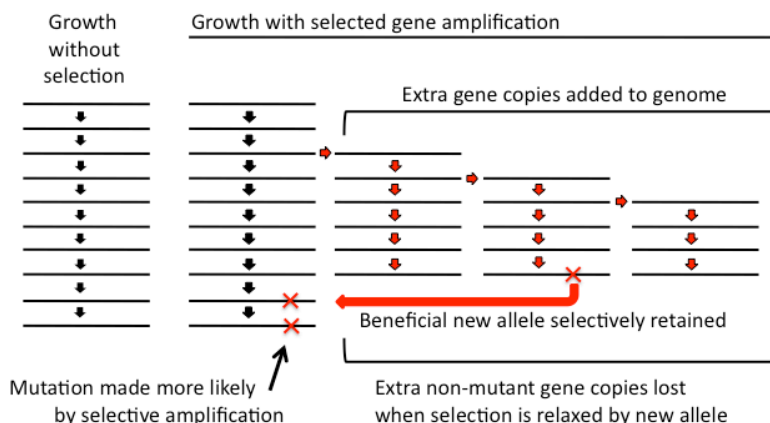 Growth
without
selection
Growth with selected gene amplification
Extra gene copies added to genome
Beneficial new allele selectively retained
Mutation made more likely
by selective amplification
Extra non-mutant gene copies lost
when selection is relaxed by new allele